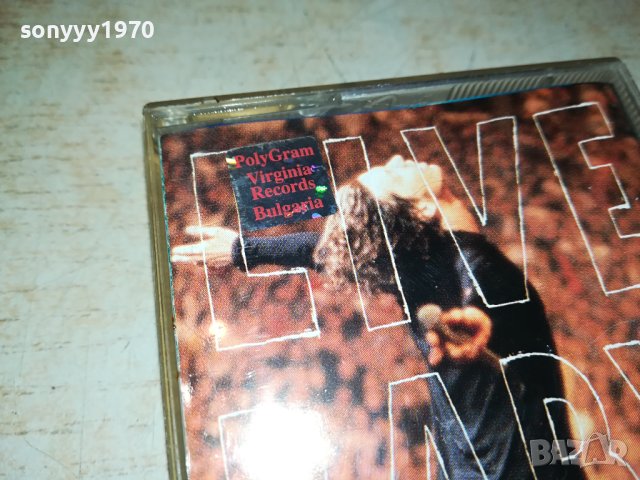 sonyyy1970
PolyGram
Virginia
Records
Bulgaria
LIVE
BAZAR